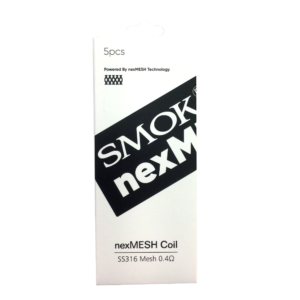 5pcs
Powered By nexMESH Technology
SMOK®
nexM
nexMESH Coil
SS316 Mesh 0.4Ω